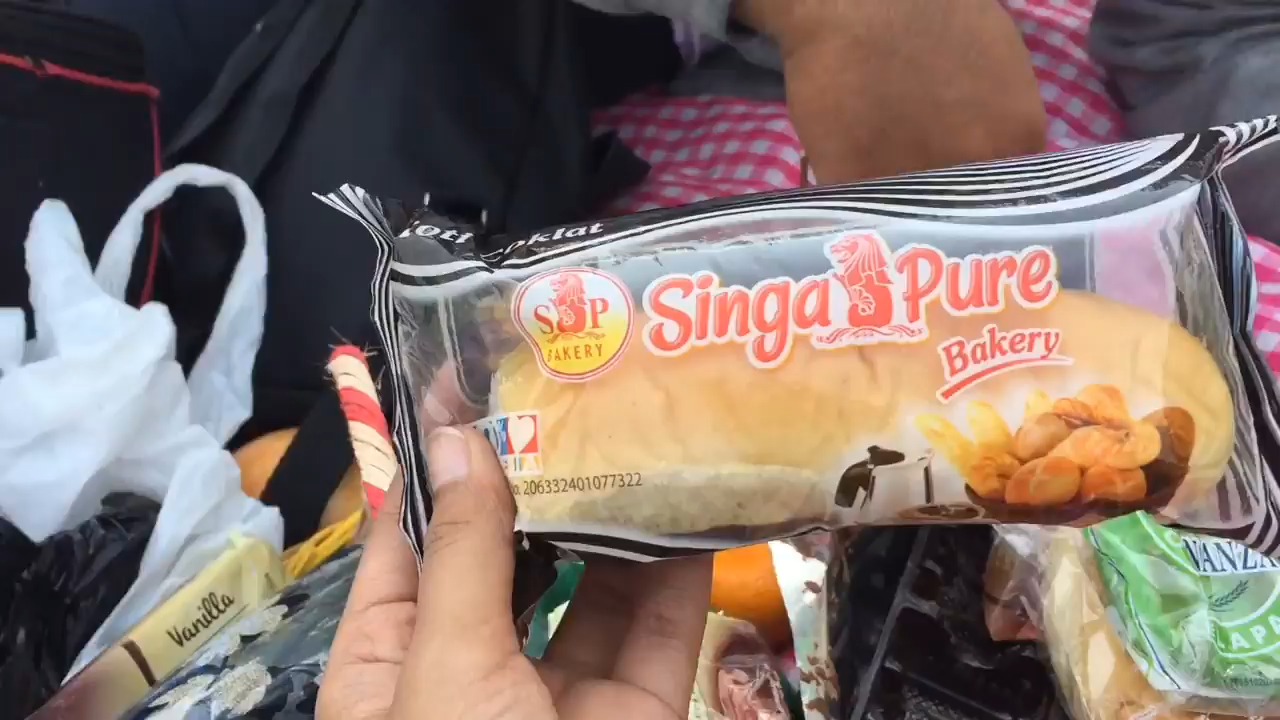 SP
BAKERY
Singa Pure
Bakery
206332401077322
Vanilla